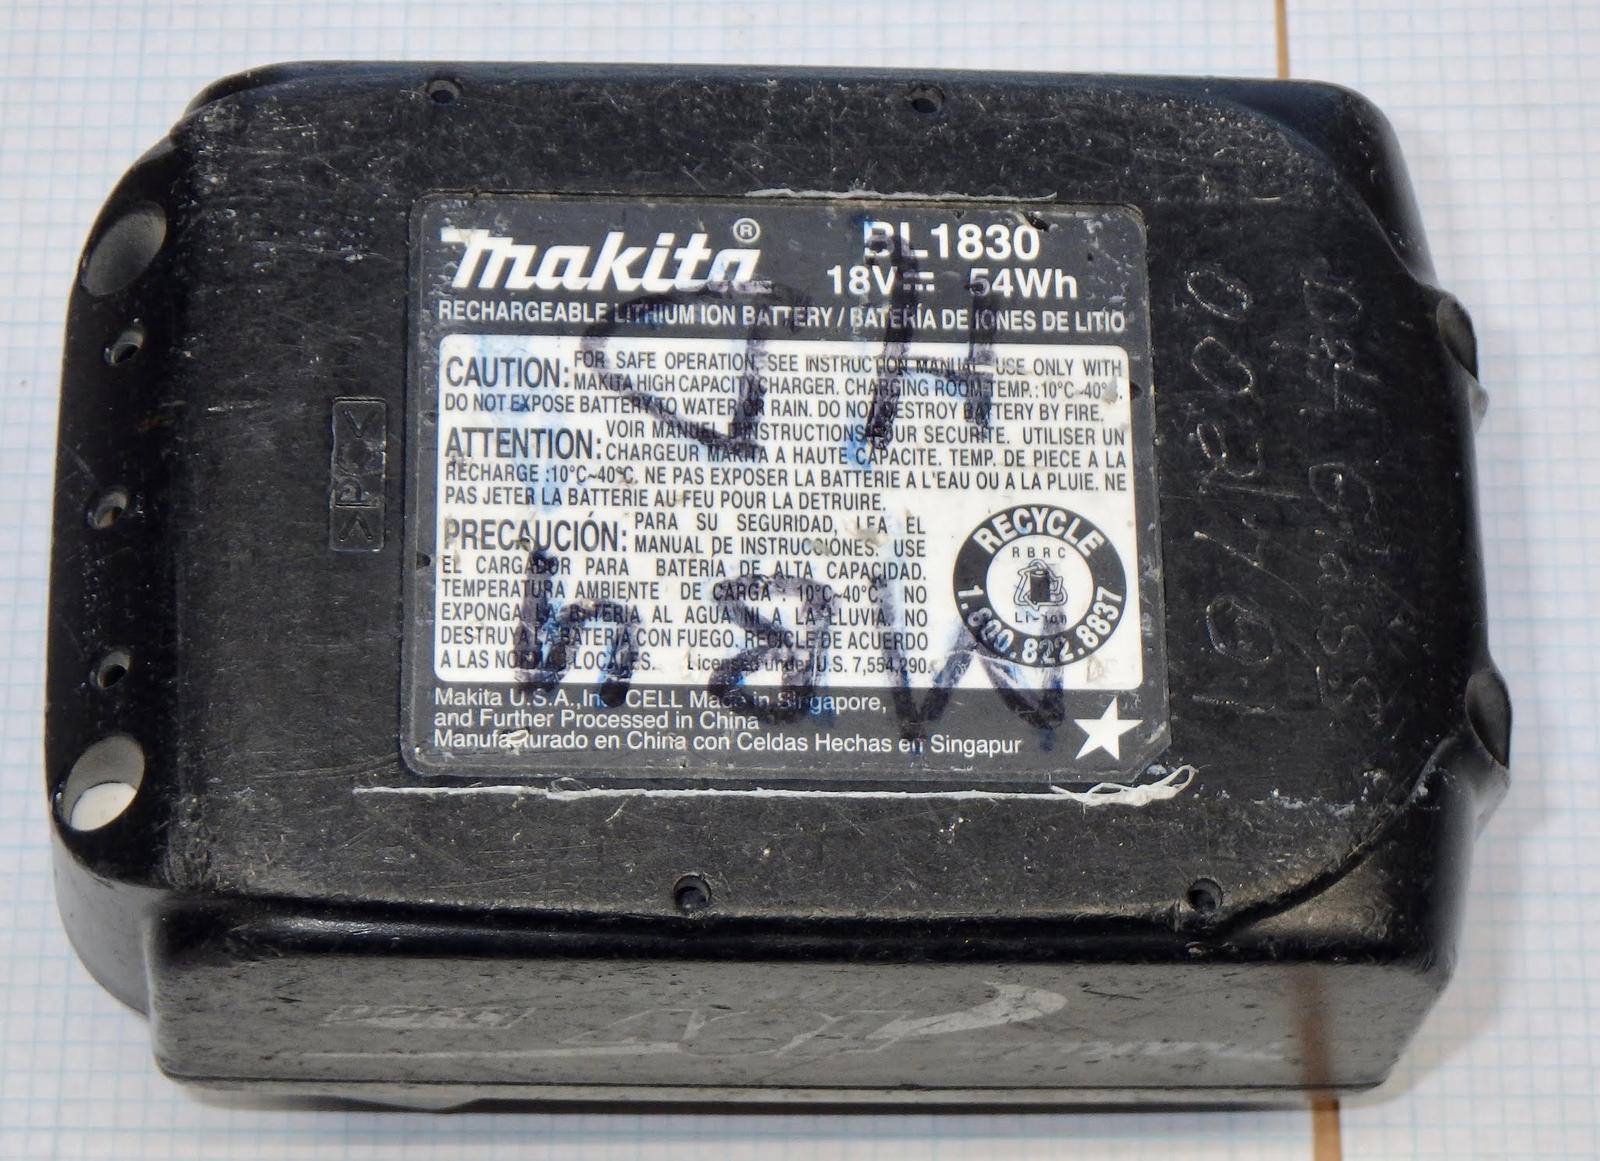 makita®
BL1830
18V⎓ 54Wh
RECHARGEABLE LITHIUM ION BATTERY / BATERÍA DE IONES DE LITIO
CAUTION: FOR SAFE OPERATION, SEE INSTRUCTION MANUAL. USE ONLY WITH
MAKITA HIGH CAPACITY CHARGER. CHARGING ROOM TEMP.:10°C~40°C.
DO NOT EXPOSE BATTERY TO WATER OR RAIN. DO NOT DESTROY BATTERY BY FIRE.
ATTENTION: VOIR MANUEL D'INSTRUCTIONS POUR SECURITE. UTILISER UN
CHARGEUR MAKITA A HAUTE CAPACITE. TEMP. DE PIECE A LA
RECHARGE :10°C~40°C. NE PAS EXPOSER LA BATTERIE A L'EAU OU A LA PLUIE. NE
PAS JETER LA BATTERIE AU FEU POUR LA DETRUIRE.
PRECAUCIÓN: PARA SU SEGURIDAD, LEA EL
MANUAL DE INSTRUCCIONES. USE
EL CARGADOR PARA BATERIA DE ALTA CAPACIDAD.
TEMPERATURA AMBIENTE DE CARGA : 10°C~40°C. NO
EXPONGA LA BATERIA AL AGUA NI A LA LLUVIA. NO
DESTRUYA LA BATERIA CON FUEGO. RECICLE DE ACUERDO
A LAS NORMAS LOCALES. Licensed under U.S. 7,554,290.
RECYCLE
RBRC
Li-ion
1.800.822.8837
Makita U.S.A.,Inc. CELL Made in Singapore,
and Further Processed in China
Manufacturado en China con Celdas Hechas en Singapur
>PC<